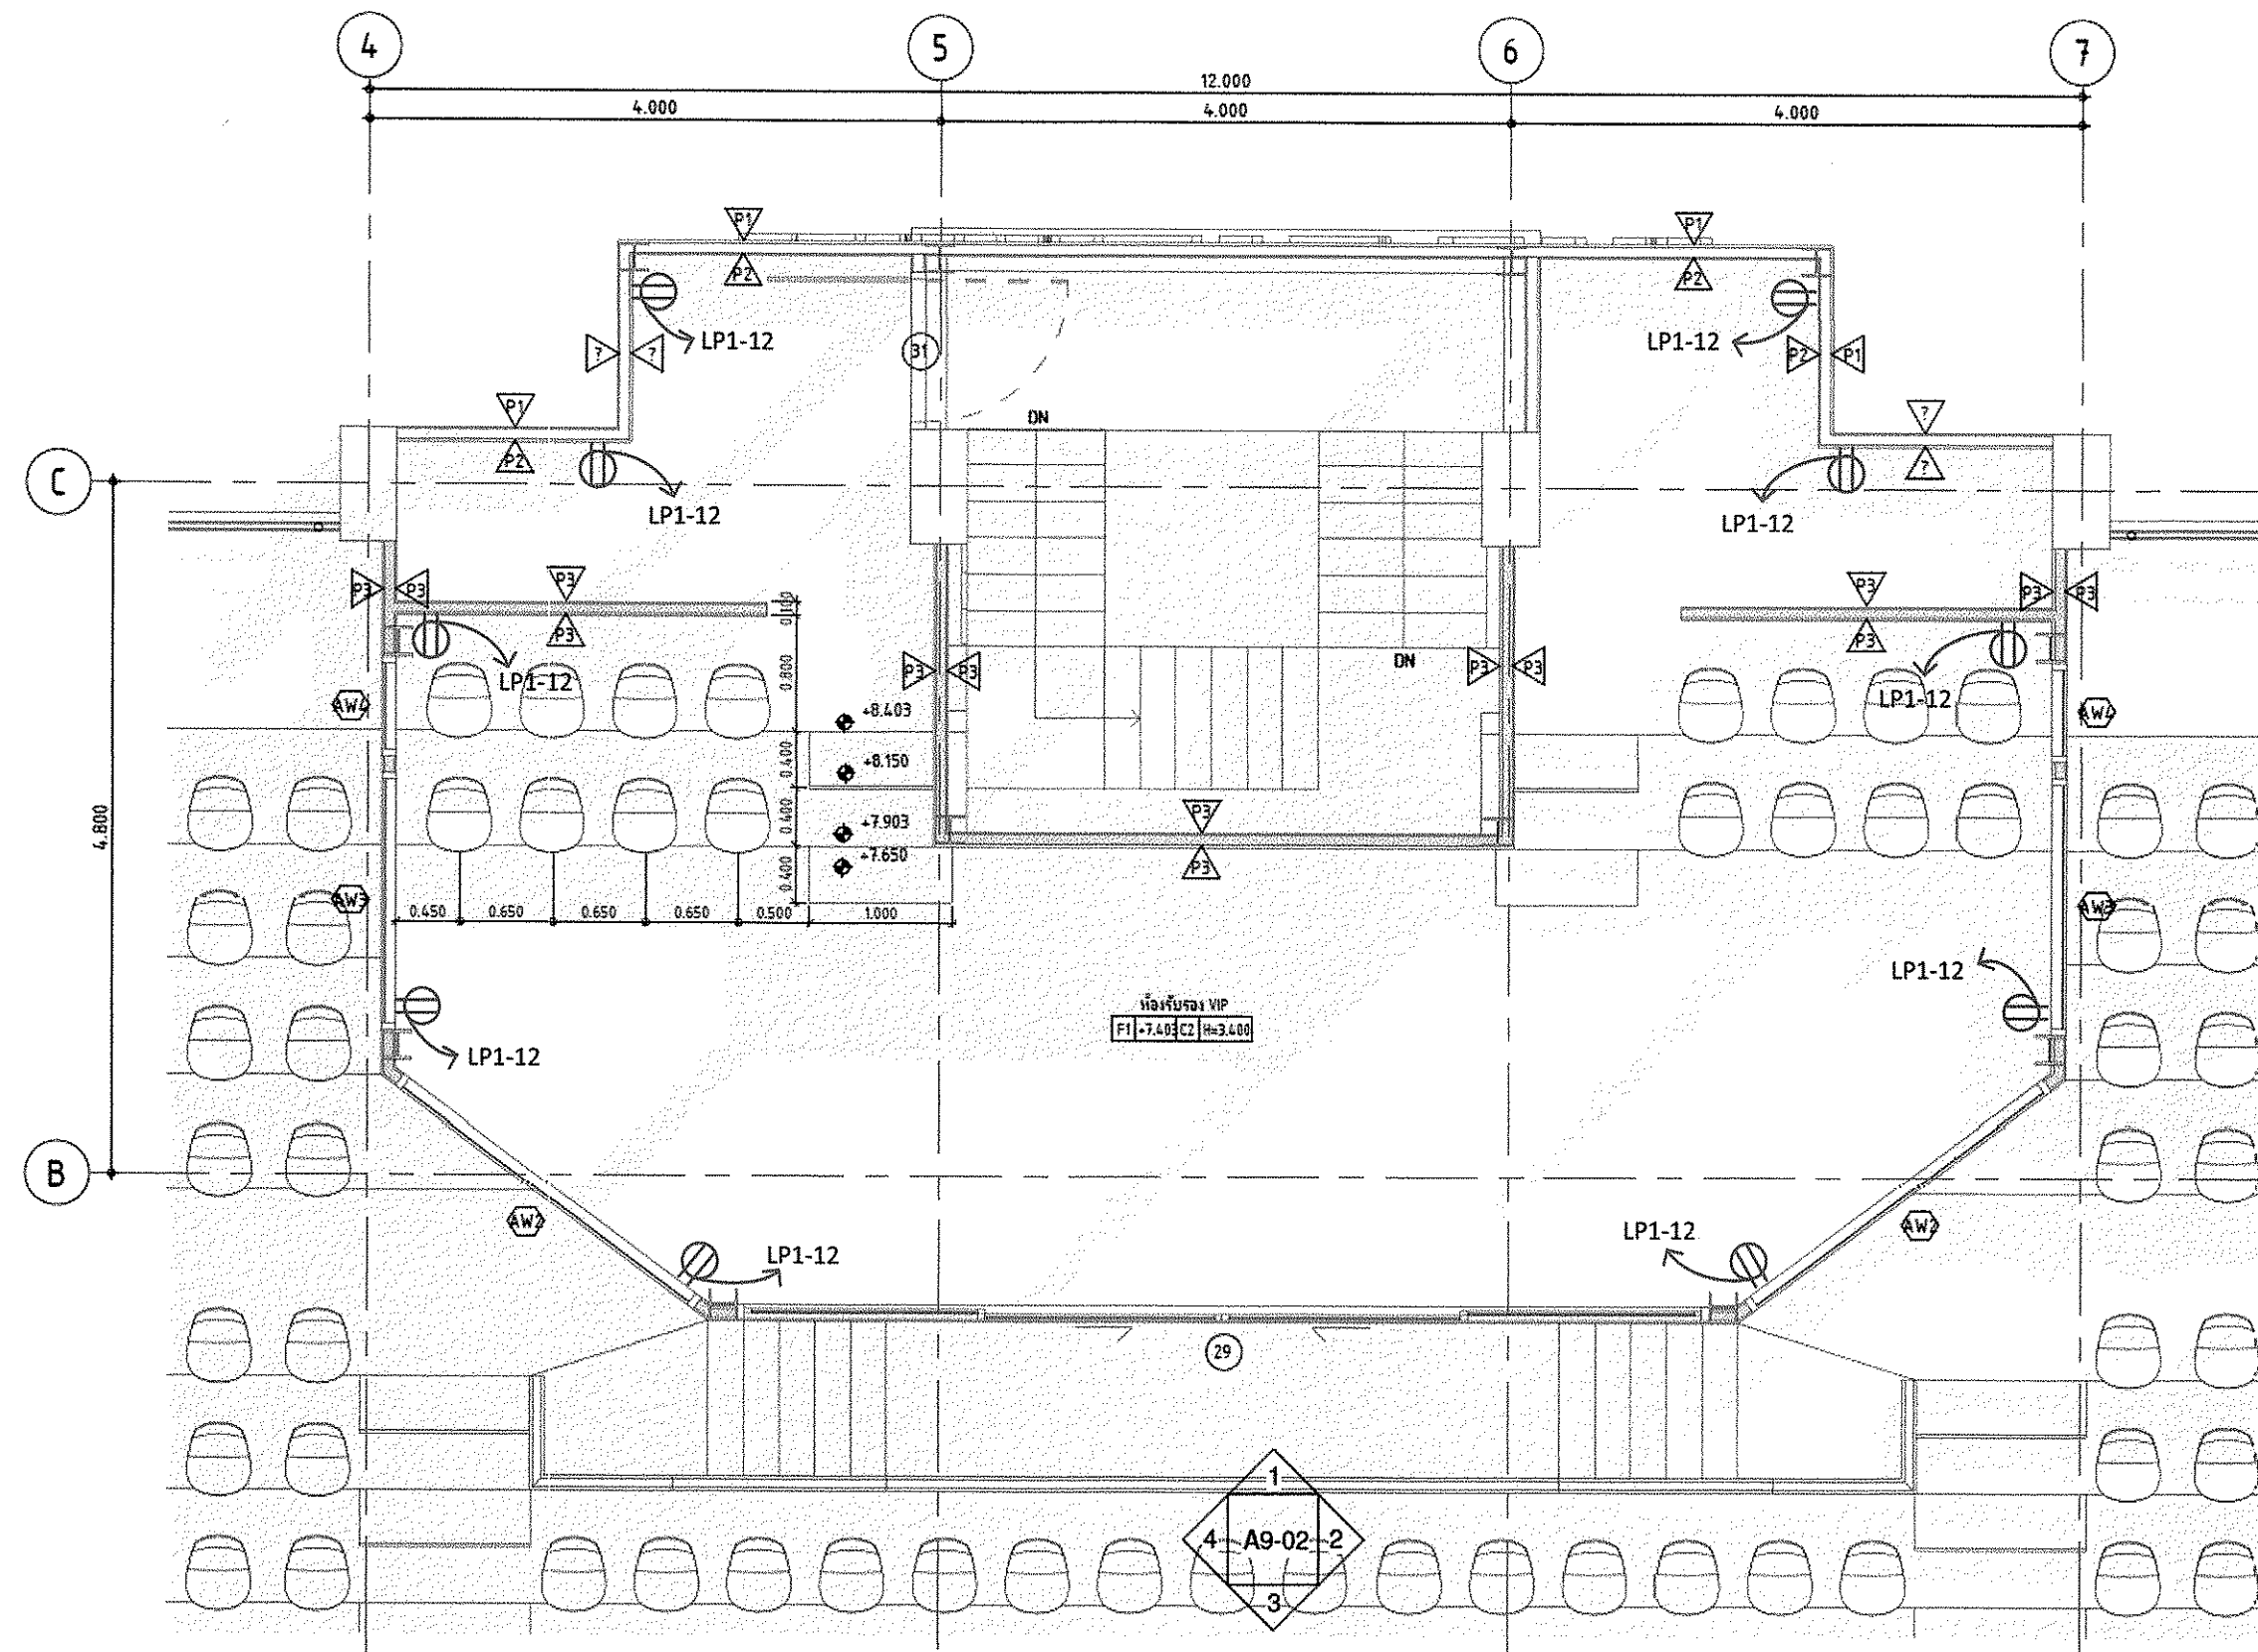 4
5
6
7
12.000
4.000
4.000
4.000
P1
P1
P2
P2
LP1-12
LP1-12
31
?
?
P2
P1
P1
P2
DN
?
?
C
LP1-12
LP1-12
P3
P3
P3
P3
0.100
P3
P3
P3
P3
LP1-12
0.800
P3
P3
DN
P3
P3
LP1-12
AW4
+8.403
AW4
0.400
+8.150
4.800
0.400
+7.903
P3
+7.650
P3
0.400
AW3
AW3
0.450
0.650
0.650
0.650
0.500
1.000
LP1-12
ห้องรับรอง VIP
F1 +7.403 C2 H=3.400
LP1-12
B
AW2
AW2
LP1-12
LP1-12
29
1
4
A9-02
2
3